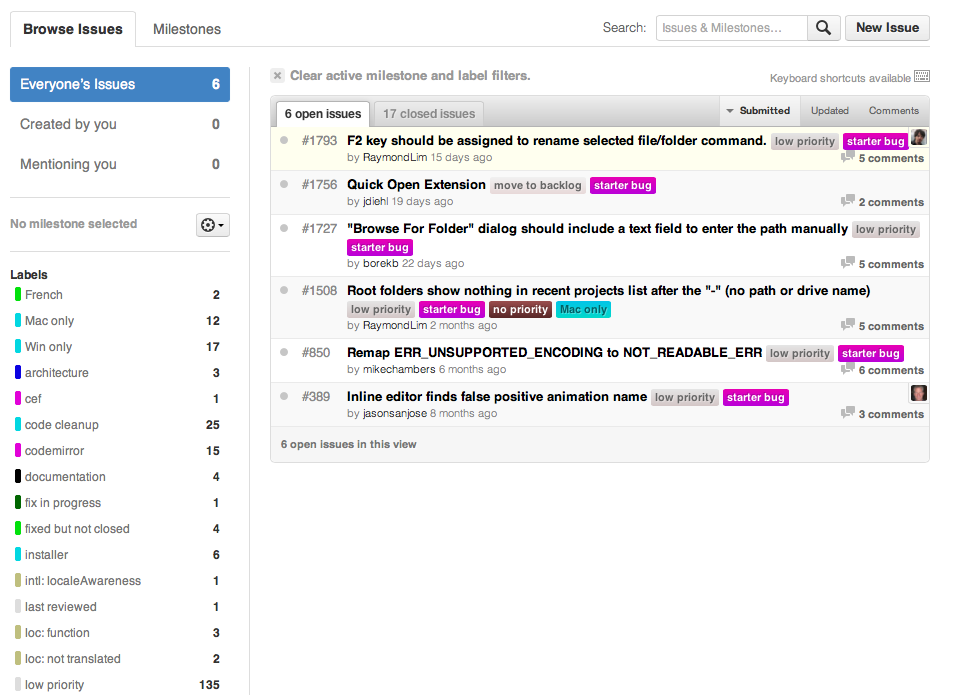 Browse Issues
Milestones
Search:
Issues & Milestones...
New Issue
Everyone's Issues 6
Created by you 0
Mentioning you 0
No milestone selected
Labels
French 2
Mac only 12
Win only 17
architecture 3
cef 1
code cleanup 25
codemirror 15
documentation 4
fix in progress 1
fixed but not closed 4
installer 6
intl: localeAwareness 1
last reviewed 1
loc: function 3
loc: not translated 2
low priority 135
Clear active milestone and label filters.
Keyboard shortcuts available
6 open issues
17 closed issues
Submitted
Updated
Comments
#1793 F2 key should be assigned to rename selected file/folder command. low priority starter bug
by RaymondLim 15 days ago 5 comments
#1756 Quick Open Extension move to backlog starter bug
by jdiehl 19 days ago 2 comments
#1727 "Browse For Folder" dialog should include a text field to enter the path manually low priority
starter bug
by borekb 22 days ago 5 comments
#1508 Root folders show nothing in recent projects list after the "-" (no path or drive name)
low priority starter bug no priority Mac only
by RaymondLim 2 months ago 5 comments
#850 Remap ERR_UNSUPPORTED_ENCODING to NOT_READABLE_ERR low priority starter bug
by mikechambers 6 months ago 6 comments
#389 Inline editor finds false positive animation name low priority starter bug
by jasonsanjose 8 months ago 3 comments
6 open issues in this view